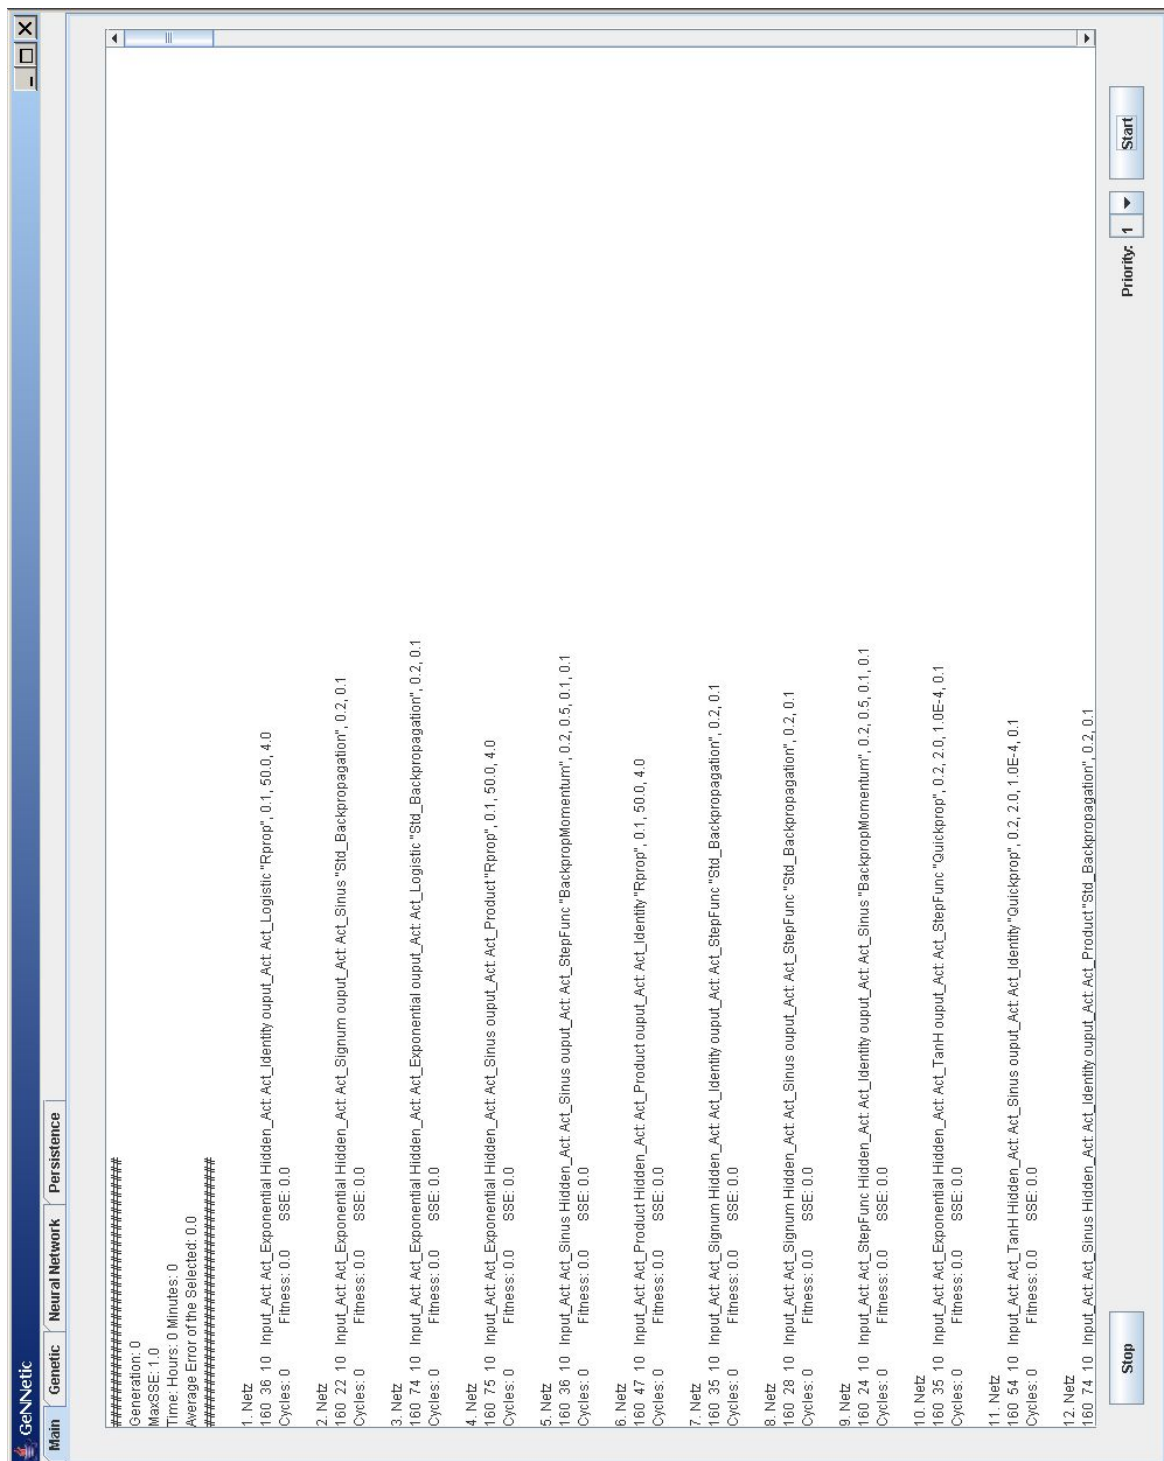 GeNNetic
Main Genetic Neural Network Persistence
Generation: 0
MaxSSE: 1.0
Time: Hours: 0 Minutes: 0
Average Error of the Selected: 0.0
1. Netz
160 36 10 Input_Act: Act_Exponential Hidden_Act: Act_Identity ouput_Act: Act_Logistic "Rprop", 0.1, 50.0, 4.0
Cycles: 0 Fitness: 0.0 SSE: 0.0
2. Netz
160 22 10 Input_Act: Act_Exponential Hidden_Act: Act_Signum ouput_Act: Act_Sinus "Std_Backpropagation", 0.2, 0.1
Cycles: 0 Fitness: 0.0 SSE: 0.0
3. Netz
160 74 10 Input_Act: Act_Exponential Hidden_Act: Act_Exponential ouput_Act: Act_Logistic "Std_Backpropagation", 0.2, 0.1
Cycles: 0 Fitness: 0.0 SSE: 0.0
4. Netz
160 75 10 Input_Act: Act_Exponential Hidden_Act: Act_Sinus ouput_Act: Act_Product "Rprop", 0.1, 50.0, 4.0
Cycles: 0 Fitness: 0.0 SSE: 0.0
5. Netz
160 36 10 Input_Act: Act_Sinus Hidden_Act: Act_Sinus ouput_Act: Act_StepFunc "BackpropMomentum", 0.2, 0.5, 0.1, 0.1
Cycles: 0 Fitness: 0.0 SSE: 0.0
6. Netz
160 47 10 Input_Act: Act_Product Hidden_Act: Act_Product ouput_Act: Act_Identity "Rprop", 0.1, 50.0, 4.0
Cycles: 0 Fitness: 0.0 SSE: 0.0
7. Netz
160 35 10 Input_Act: Act_Signum Hidden_Act: Act_Identity ouput_Act: Act_StepFunc "Std_Backpropagation", 0.2, 0.1
Cycles: 0 Fitness: 0.0 SSE: 0.0
8. Netz
160 28 10 Input_Act: Act_Signum Hidden_Act: Act_Sinus ouput_Act: Act_StepFunc "Std_Backpropagation", 0.2, 0.1
Cycles: 0 Fitness: 0.0 SSE: 0.0
9. Netz
160 24 10 Input_Act: Act_StepFunc Hidden_Act: Act_Identity ouput_Act: Act_Sinus "BackpropMomentum", 0.2, 0.5, 0.1, 0.1
Cycles: 0 Fitness: 0.0 SSE: 0.0
10. Netz
160 35 10 Input_Act: Act_Exponential Hidden_Act: Act_TanH ouput_Act: Act_StepFunc "Quickprop", 0.2, 2.0, 1.0E-4, 0.1
Cycles: 0 Fitness: 0.0 SSE: 0.0
11. Netz
160 54 10 Input_Act: Act_TanH Hidden_Act: Act_Sinus ouput_Act: Act_Identity "Quickprop", 0.2, 2.0, 1.0E-4, 0.1
Cycles: 0 Fitness: 0.0 SSE: 0.0
12. Netz
160 74 10 Input_Act: Act_Sinus Hidden_Act: Act_Identity ouput_Act: Act_Product "Std_Backpropagation", 0.2, 0.1
Stop Priority: 1 Start